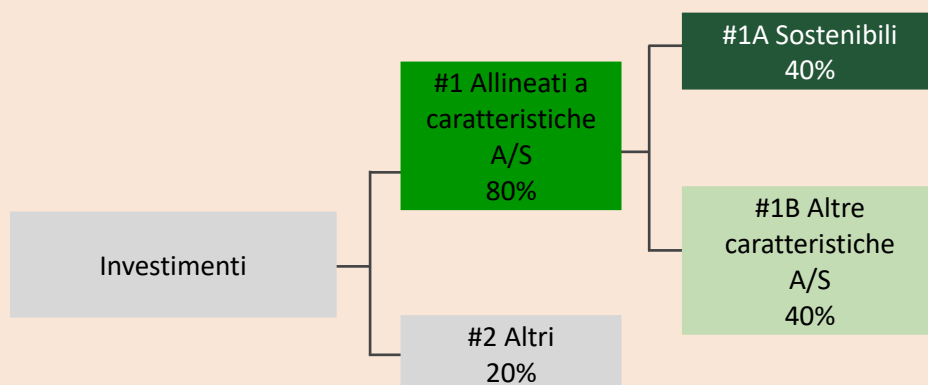 Investimenti
#1 Allineati a
caratteristiche
A/S
80%
#2 Altri
20%
#1A Sostenibili
40%
#1B Altre
caratteristiche
A/S
40%